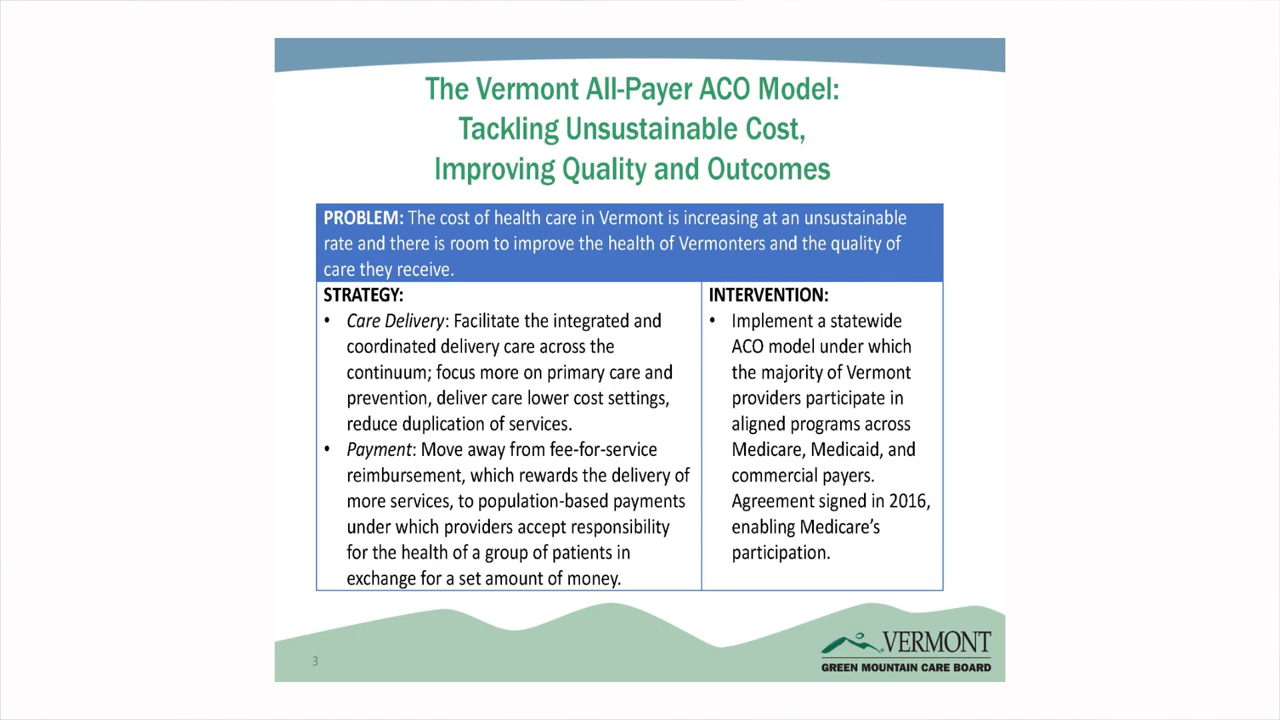 The Vermont All-Payer ACO Model:
Tackling Unsustainable Cost,
Improving Quality and Outcomes
PROBLEM: The cost of health care in Vermont is increasing at an unsustainable
rate and there is room to improve the health of Vermonters and the quality of
care they receive.
STRATEGY:
• Care Delivery: Facilitate the integrated and
coordinated delivery care across the
continuum; focus more on primary care and
prevention, deliver care lower cost settings,
reduce duplication of services.
• Payment: Move away from fee-for-service
reimbursement, which rewards the delivery of
more services, to population-based payments
under which providers accept responsibility
for the health of a group of patients in
exchange for a set amount of money.
INTERVENTION:
• Implement a statewide
ACO model under which
the majority of Vermont
providers participate in
aligned programs across
Medicare, Medicaid, and
commercial payers.
Agreement signed in 2016,
enabling Medicare’s
participation.
3
VERMONT
GREEN MOUNTAIN CARE BOARD